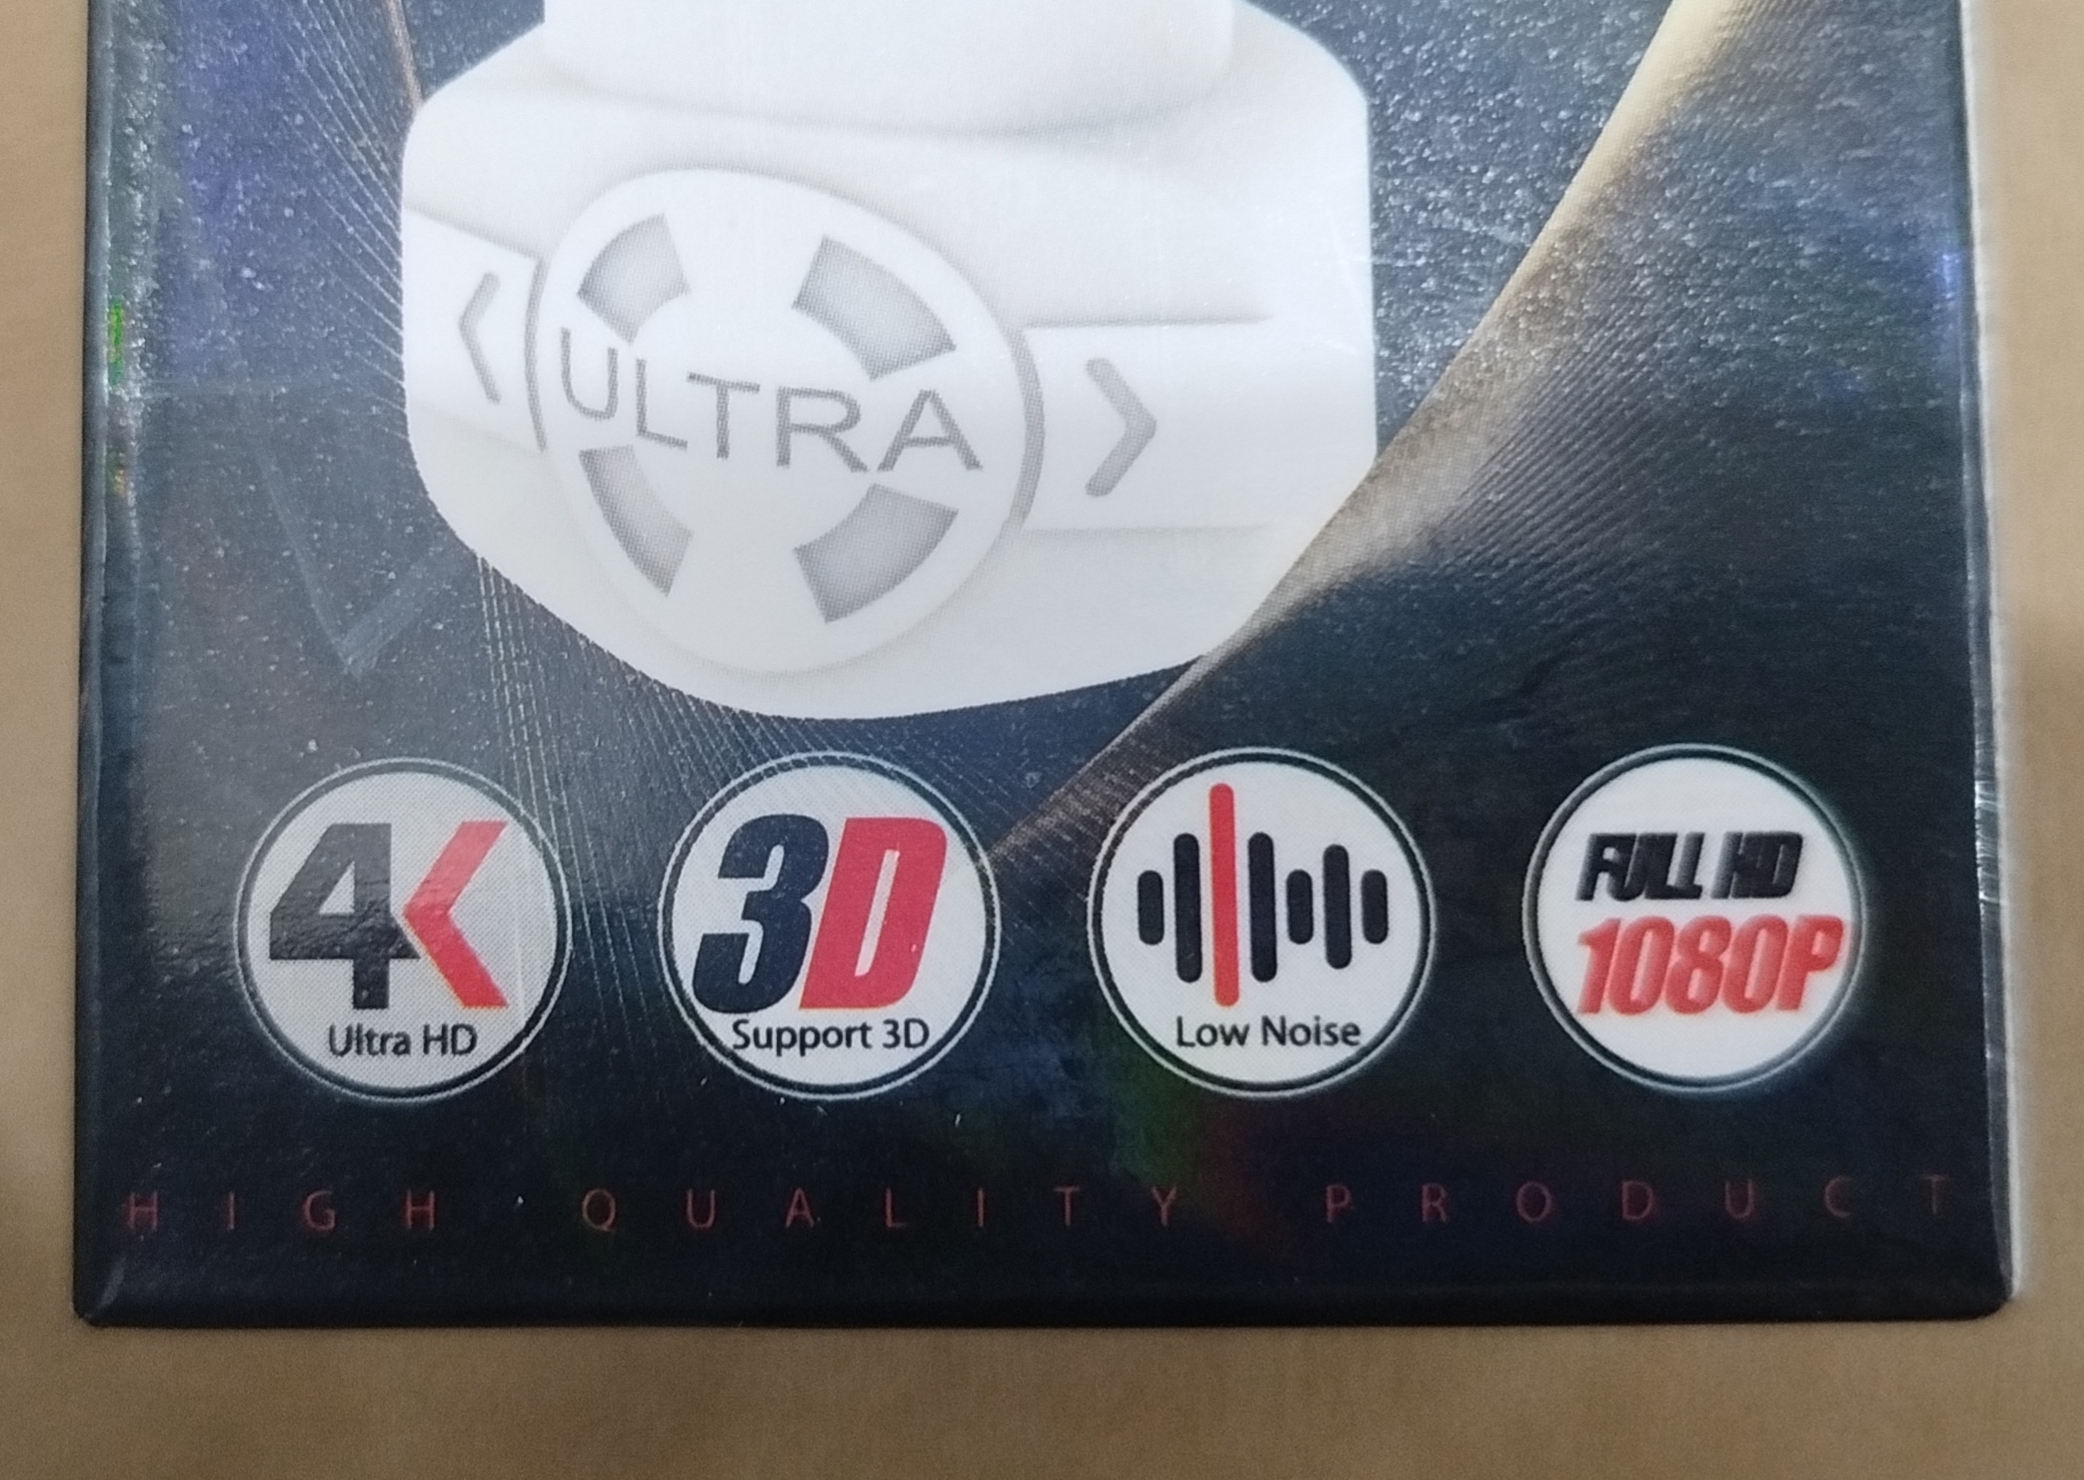 ULTRA
4K
Ultra HD
3D
Support 3D
Low Noise
FULL HD
1080P
HIGH QUALITY PRODUCT